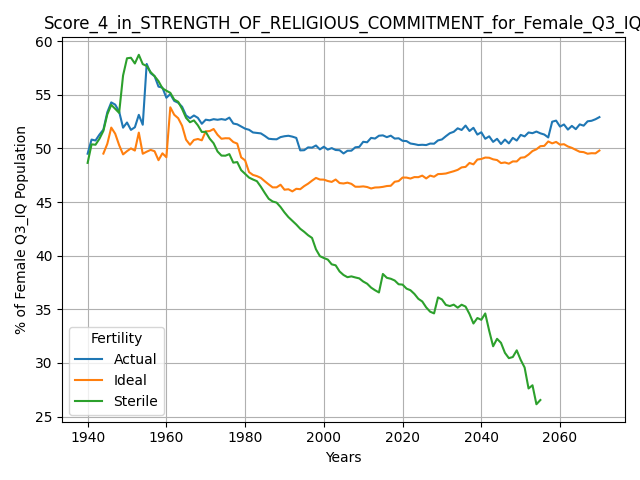 Score_4_in_STRENGTH_OF_RELIGIOUS_COMMITMENT_for_Female_Q3_IQ
60
55
50
45
40
35
30
25
% of Female Q3_IQ Population
Fertility
Actual
Ideal
Sterile
1940
1960
1980
2000
2020
2040
2060
Years